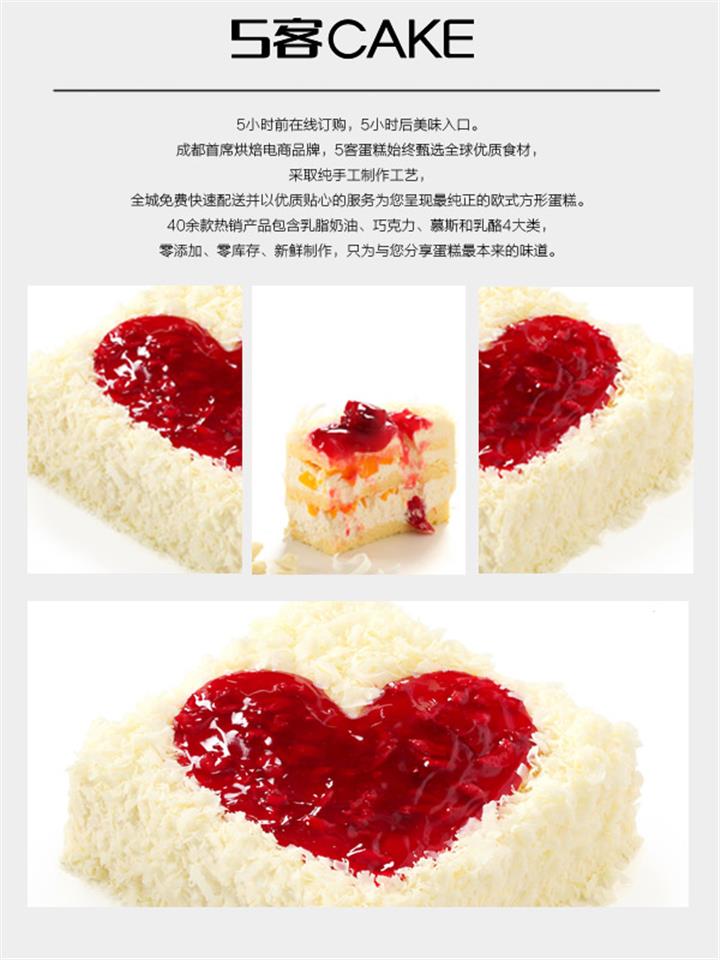 5客CAKE
5小时前在线订购，5小时后美味入口。
成都首席烘焙电商品牌，5客蛋糕始终甄选全球优质食材，
采取纯手工制作工艺，
全城免费快速配送并以优质贴心的服务为您呈现最纯正的欧式方形蛋糕。
40余款热销产品包含乳脂奶油、巧克力、慕斯和乳酪4大类，
零添加、零库存、新鲜制作，只为与您分享蛋糕最本来的味道。